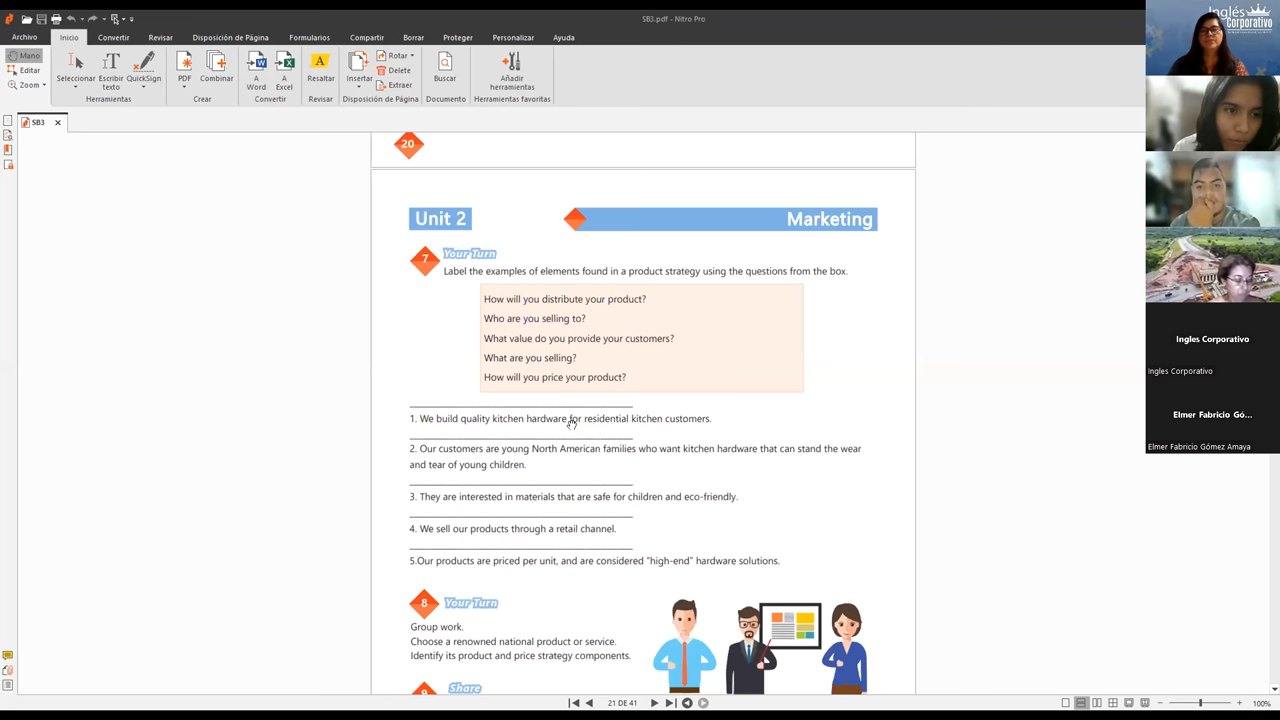 SB3.pdf - Nitro Pro
Archivo Inicio Convertir Revisar Disposición de Página Formularios Compartir Borrar Proteger Personalizar Ayuda
Mano
Editar
Zoom
Seleccionar
Escribir texto
QuickSign
Herramientas
PDF
Combinar
Crear
A Word
A Excel
Convertir
Resaltar
Revisar
Insertar
Rotar
Delete
Extraer
Disposición de Página
Buscar
Documento
Añadir herramientas
Herramientas favoritas
SB3
20
Unit 2
Marketing
7 Your Turn
Label the examples of elements found in a product strategy using the questions from the box.
How will you distribute your product?
Who are you selling to?
What value do you provide your customers?
What are you selling?
How will you price your product?
1. We build quality kitchen hardware for residential kitchen customers.
2. Our customers are young North American families who want kitchen hardware that can stand the wear
and tear of young children.
3. They are interested in materials that are safe for children and eco-friendly.
4. We sell our products through a retail channel.
5.Our products are priced per unit, and are considered "high-end" hardware solutions.
8 Your Turn
Group work.
Choose a renowned national product or service.
Identify its product and price strategy components.
9 Share
21 DE 41
100%
Inglés
Corporativo
Ingles Corporativo
Ingles Corporativo
Elmer Fabricio Gó...
Elmer Fabricio Gómez Amaya